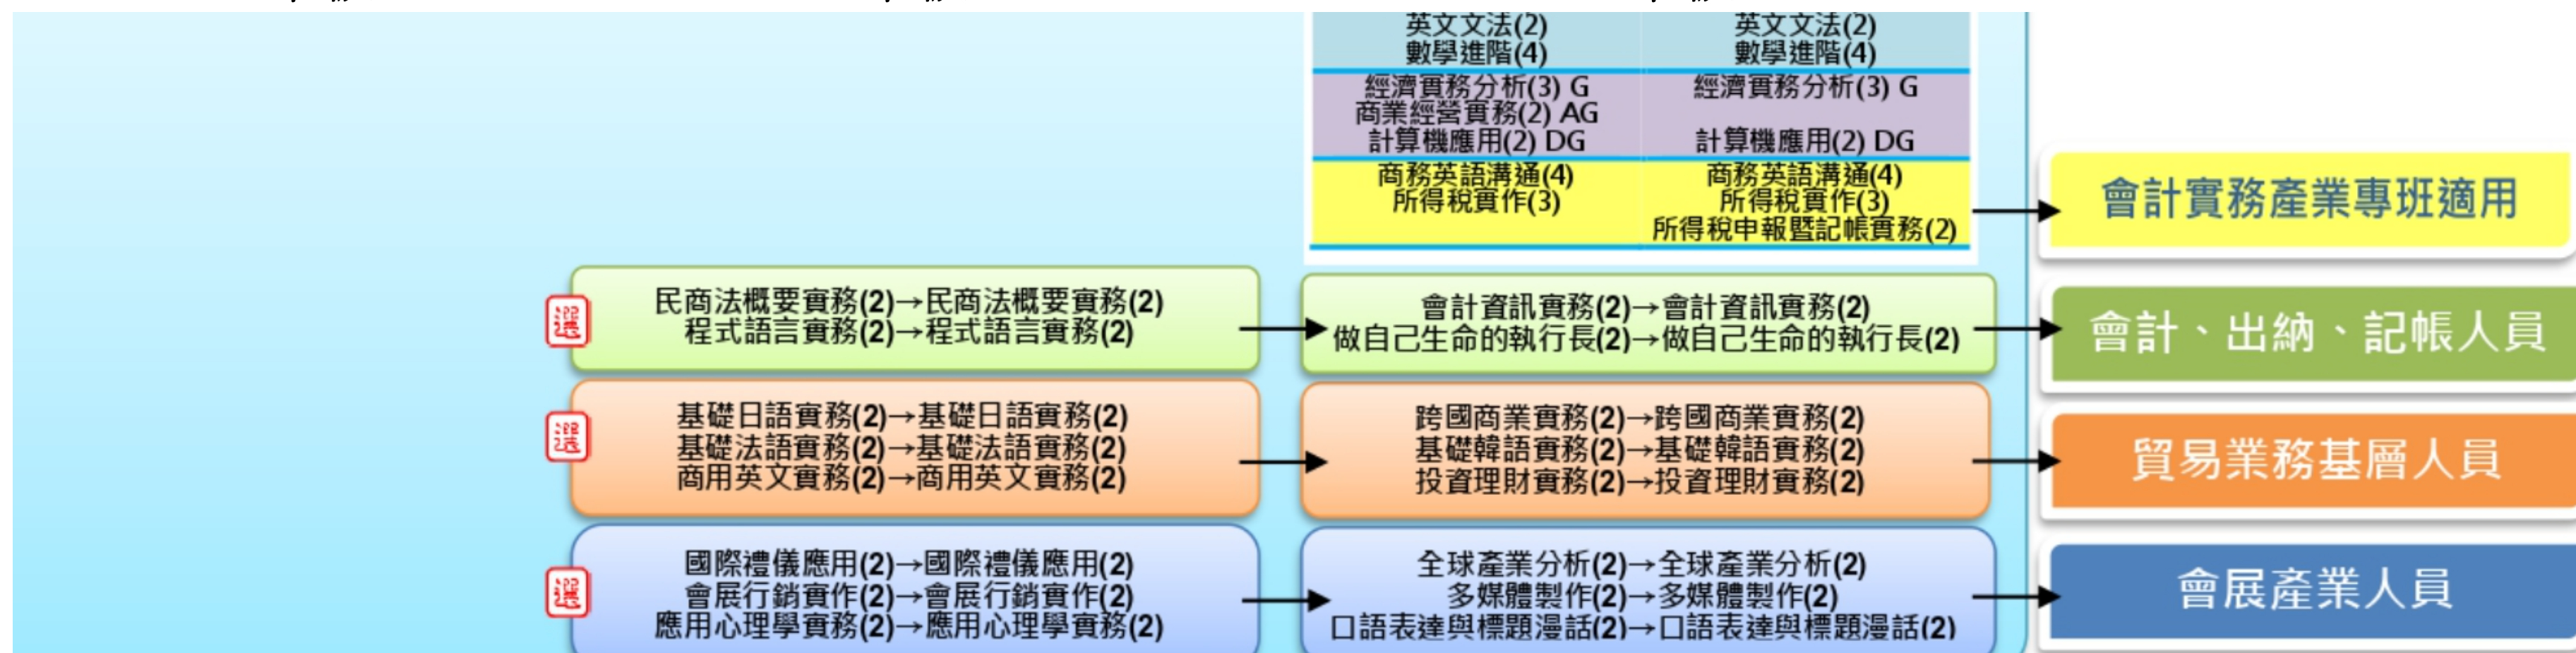 英文文法(2) 英文文法(2)
數學進階(4) 數學進階(4)
經濟實務分析(3) G 經濟實務分析(3) G
商業經營實務(2) AG
計算機應用(2) DG 計算機應用(2) DG
商務英語溝通(4) 商務英語溝通(4)
所得稅實作(3) 所得稅實作(3)
所得稅申報暨記帳實務(2)
會計實務產業專班適用
選
民商法概要實務(2)→民商法概要實務(2)
程式語言實務(2)→程式語言實務(2)
會計資訊實務(2)→會計資訊實務(2)
做自己生命的執行長(2)→做自己生命的執行長(2)
會計、出納、記帳人員
選
基礎日語實務(2)→基礎日語實務(2)
基礎法語實務(2)→基礎法語實務(2)
商用英文實務(2)→商用英文實務(2)
跨國商業實務(2)→跨國商業實務(2)
基礎韓語實務(2)→基礎韓語實務(2)
投資理財實務(2)→投資理財實務(2)
貿易業務基層人員
選
國際禮儀應用(2)→國際禮儀應用(2)
會展行銷實作(2)→會展行銷實作(2)
應用心理學實務(2)→應用心理學實務(2)
全球產業分析(2)→全球產業分析(2)
多媒體製作(2)→多媒體製作(2)
口語表達與標題漫話(2)→口語表達與標題漫話(2)
會展產業人員